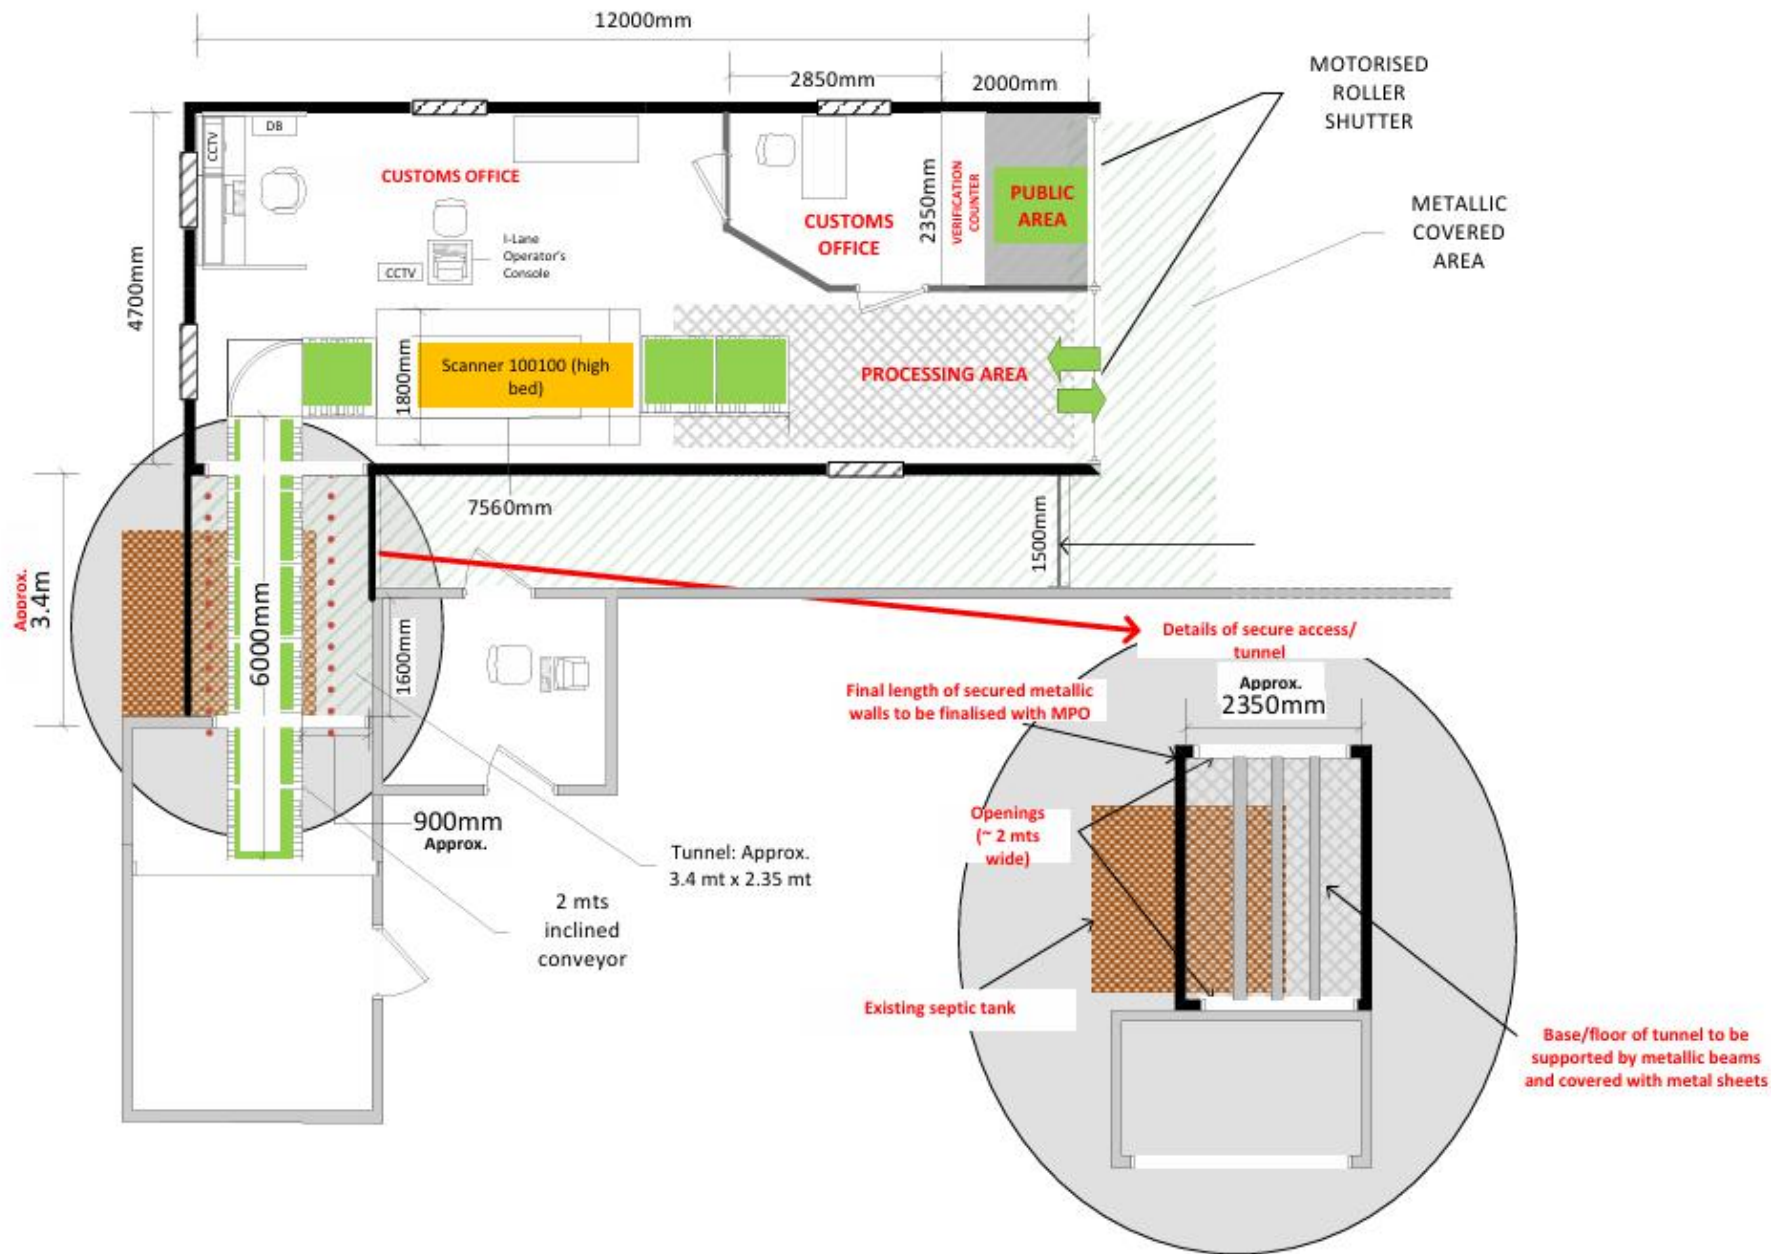 12000mm
2850mm
2000mm
MOTORISED
ROLLER
SHUTTER
CCTV
DB
CUSTOMS OFFICE
CUSTOMS
OFFICE
2350mm
VERIFICATION
COUNTER
PUBLIC
AREA
METALLIC
COVERED
AREA
4700mm
I-Lane
Operator's
Console
CCTV
1800mm
Scanner 100100 (high
bed)
PROCESSING AREA
7560mm
1500mm
Approx.
3.4m
6000mm
1600mm
Details of secure access/
tunnel
Approx.
2350mm
Final length of secured metallic
walls to be finalised with MPO
900mm
Approx.
Openings
(~ 2 mts
wide)
Tunnel: Approx.
3.4 mt x 2.35 mt
2 mts
inclined
conveyor
Existing septic tank
Base/floor of tunnel to be
supported by metallic beams
and covered with metal sheets